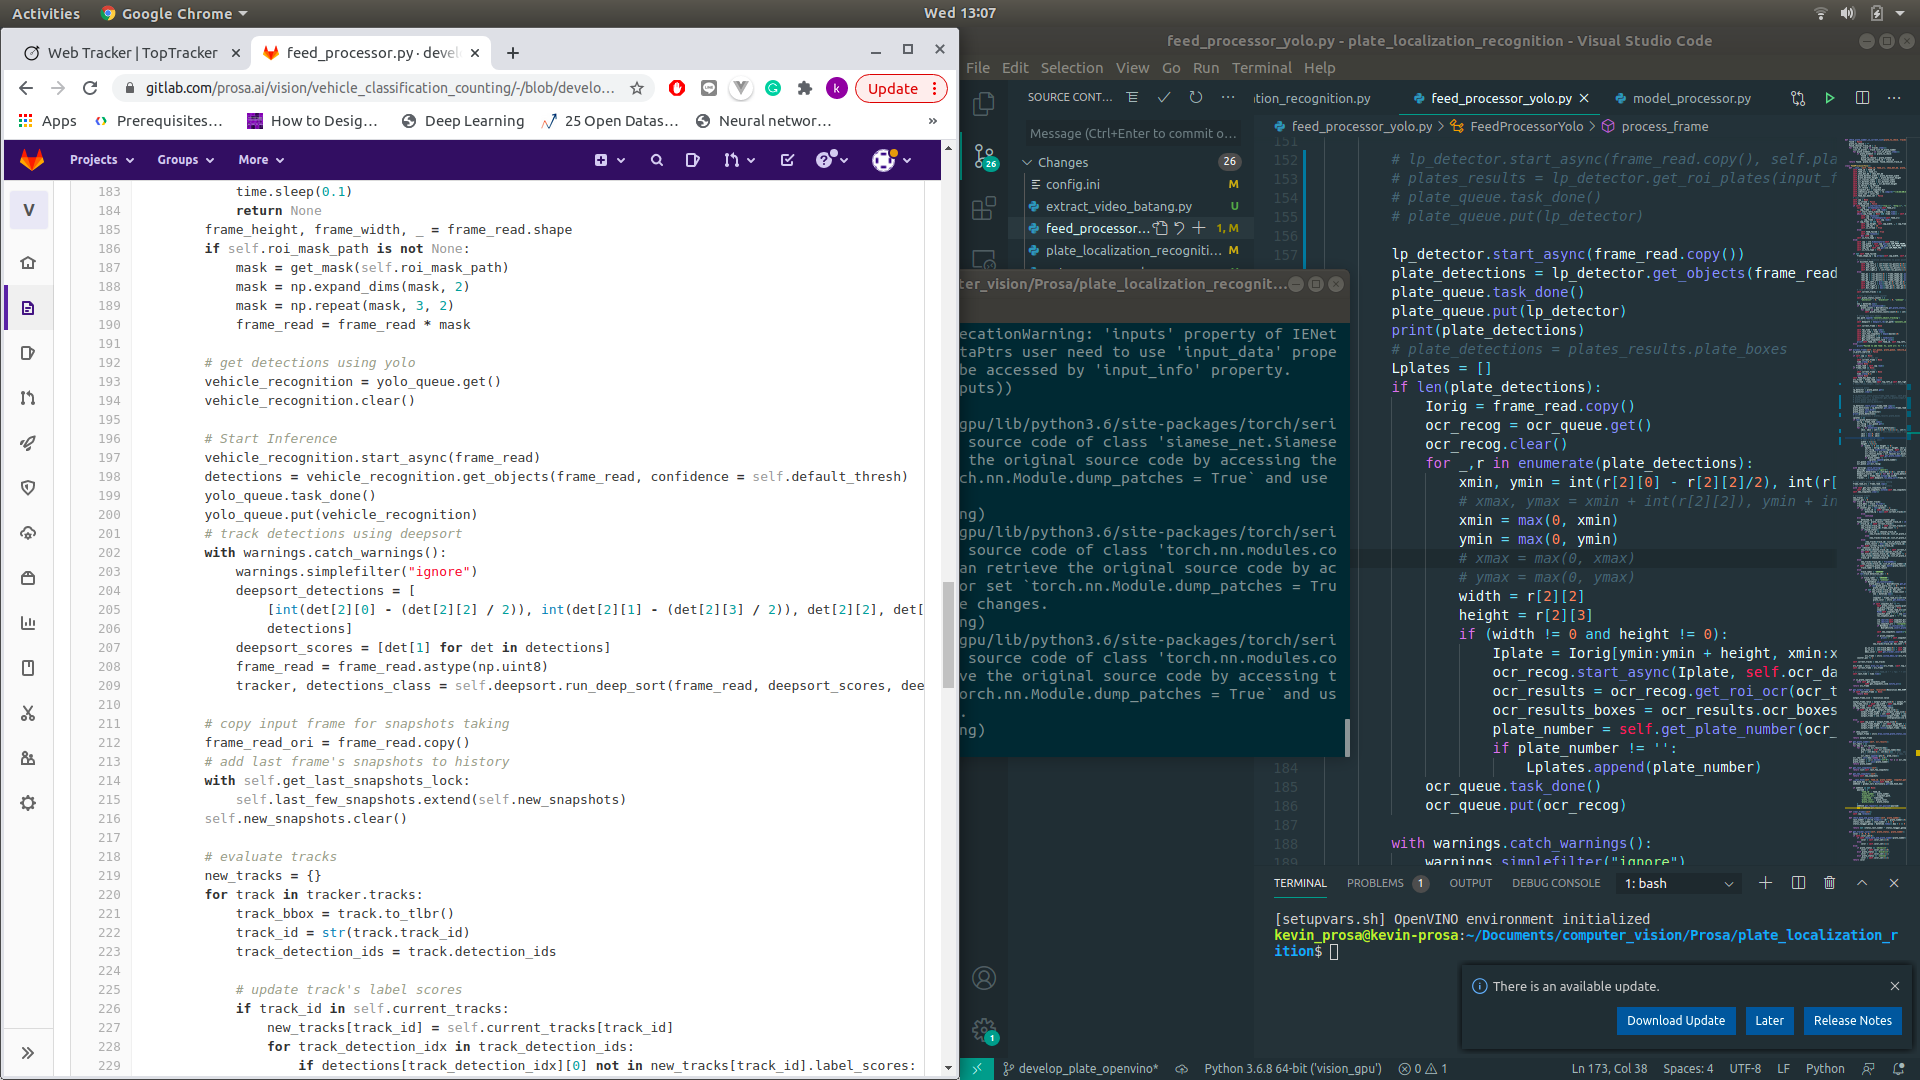 Activities
Google Chrome
Wed 13:07
Web Tracker | TopTracker
feed_processor.py · devel
gitlab.com/prosa.ai/vision/vehicle_classification_counting/-/blob/develo...
k
Update
Apps
Prerequisites...
How to Desig...
Deep Learning
25 Open Datas...
Neural networ...
»
Projects
Groups
More
V
183 time.sleep(0.1)
184 return None
185 frame_height, frame_width, _ = frame_read.shape
186 if self.roi_mask_path is not None:
187 mask = get_mask(self.roi_mask_path)
188 mask = np.expand_dims(mask, 2)
189 mask = np.repeat(mask, 3, 2)
190 frame_read = frame_read * mask
191
192 # get detections using yolo
193 vehicle_recognition = yolo_queue.get()
194 vehicle_recognition.clear()
195
196 # Start Inference
197 vehicle_recognition.start_async(frame_read)
198 detections = vehicle_recognition.get_objects(frame_read, confidence = self.default_thresh)
199 yolo_queue.task_done()
200 yolo_queue.put(vehicle_recognition)
201 # track detections using deepsort
202 with warnings.catch_warnings():
203 warnings.simplefilter("ignore")
204 deepsort_detections = [
205 [int(det[2][0] - (det[2][2] / 2)), int(det[2][1] - (det[2][3] / 2)), det[2][2], det[
206 detections]
207 deepsort_scores = [det[1] for det in detections]
208 frame_read = frame_read.astype(np.uint8)
209 tracker, detections_class = self.deepsort.run_deep_sort(frame_read, deepsort_scores, dee
210
211 # copy input frame for snapshots taking
212 frame_read_ori = frame_read.copy()
213 # add last frame's snapshots to history
214 with self.get_last_snapshots_lock:
215 self.last_few_snapshots.extend(self.new_snapshots)
216 self.new_snapshots.clear()
217
218 # evaluate tracks
219 new_tracks = {}
220 for track in tracker.tracks:
221 track_bbox = track.to_tlbr()
222 track_id = str(track.track_id)
223 track_detection_ids = track.detection_ids
224
225 # update track's label scores
226 if track_id in self.current_tracks:
227 new_tracks[track_id] = self.current_tracks[track_id]
228 for track_detection_idx in track_detection_ids:
229 if detections[track_detection_idx][0] not in new_tracks[track_id].label_scores:
feed_processor_yolo.py - plate_localization_recognition - Visual Studio Code
File Edit Selection View Go Run Terminal Help
SOURCE CONT...
Message (Ctrl+Enter to commit o...
Changes 26
26
config.ini M
extract_video_batang.py U
feed_processor... 1, M
plate_localization_recogniti... M
tion_recognition.py
feed_processor_yolo.py
model_processor.py
feed_processor_yolo.py > FeedProcessorYolo > process_frame
151
152 # lp_detector.start_async(frame_read.copy(), self.pla
153 # plates_results = lp_detector.get_roi_plates(input_f
154 # plate_queue.task_done()
155 # plate_queue.put(lp_detector)
156
157 lp_detector.start_async(frame_read.copy())
plate_detections = lp_detector.get_objects(frame_read
plate_queue.task_done()
plate_queue.put(lp_detector)
print(plate_detections)
# plate_detections = plates_results.plate_boxes
Lplates = []
if len(plate_detections):
Iorig = frame_read.copy()
ocr_recog = ocr_queue.get()
ocr_recog.clear()
for _,r in enumerate(plate_detections):
xmin, ymin = int(r[2][0] - r[2][2]/2), int(r[
# xmax, ymax = xmin + int(r[2][2]), ymin + in
xmin = max(0, xmin)
ymin = max(0, ymin)
# xmax = max(0, xmax)
# ymax = max(0, ymax)
width = r[2][2]
height = r[2][3]
if (width != 0 and height != 0):
Iplate = Iorig[ymin:ymin + height, xmin:x
ocr_recog.start_async(Iplate, self.ocr_da
ocr_results = ocr_recog.get_roi_ocr(ocr_t
ocr_results_boxes = ocr_results.ocr_boxes
plate_number = self.get_plate_number(ocr_
if plate_number != '':
184 Lplates.append(plate_number)
185 ocr_queue.task_done()
186 ocr_queue.put(ocr_recog)
187
188 with warnings.catch_warnings():
189 warnings.simplefilter("ignore")
ter_vision/Prosa/plate_localization_recognit...
ecationWarning: 'inputs' property of IENet
taPtrs user need to use 'input_data' prope
be accessed by 'input_info' property.
puts))
gpu/lib/python3.6/site-packages/torch/seri
source code of class 'siamese_net.Siamese
the original source code by accessing the
ch.nn.Module.dump_patches = True` and use
ng)
gpu/lib/python3.6/site-packages/torch/seri
source code of class 'torch.nn.modules.co
an retrieve the original source code by ac
or set `torch.nn.Module.dump_patches = Tru
e changes.
ng)
gpu/lib/python3.6/site-packages/torch/seri
source code of class 'torch.nn.modules.co
ve the original source code by accessing t
orch.nn.Module.dump_patches = True` and us
.
ng)
TERMINAL PROBLEMS 1 OUTPUT DEBUG CONSOLE 1: bash
[setupvars.sh] OpenVINO environment initialized
kevin_prosa@kevin-prosa:~/Documents/computer_vision/Prosa/plate_localization_r
ition$
There is an available update.
Download Update Later Release Notes
1
develop_plate_openvino* Python 3.6.8 64-bit ('vision_gpu') 0 1 Ln 173, Col 38 Spaces: 4 UTF-8 LF Python